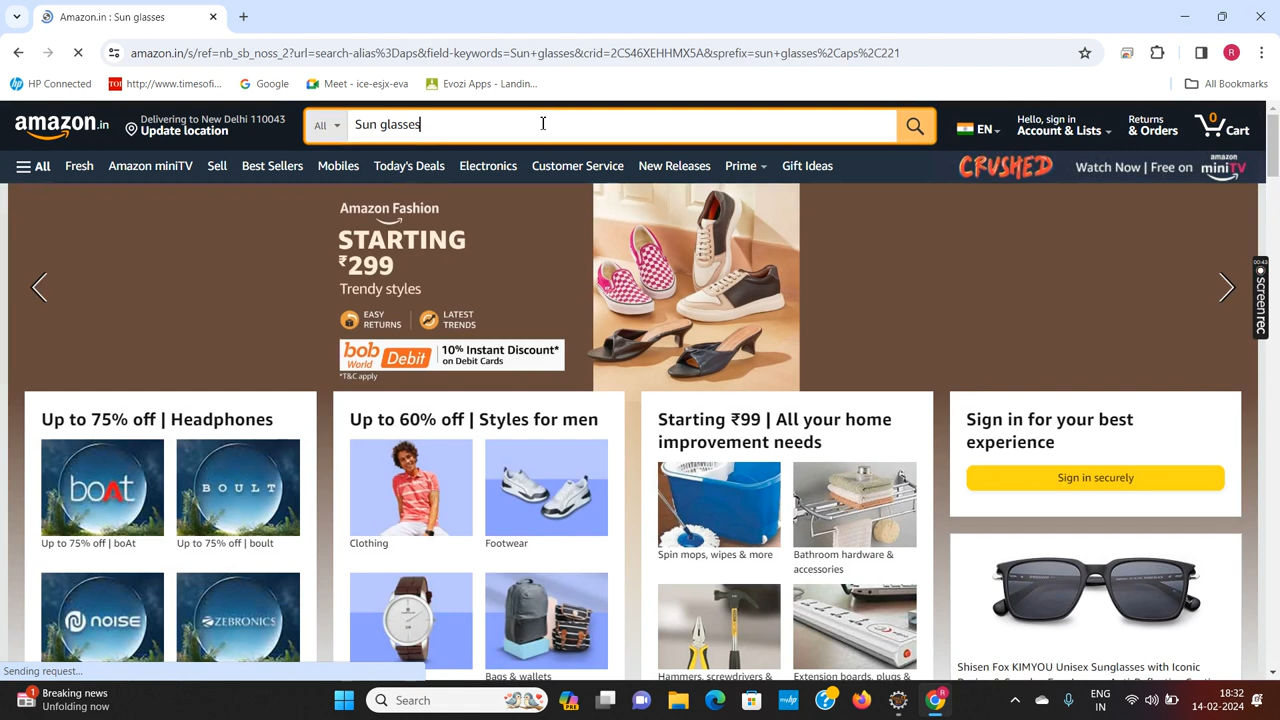 Amazon.in : Sun glasses
amazon.in/s/ref=nb_sb_noss_2?url=search-alias%3Daps&field-keywords=Sun+glasses&crid=2CS46XEHHMX5A&sprefix=sun+glasses%2Caps%2C221
R
HP Connected
http://www.timesofi...
Google
Meet - ice-esjx-eva
Evozi Apps - Landin...
All Bookmarks
amazon.in
Delivering to New Delhi 110043
Update location
All
Sun glasses
EN
Hello, sign in
Account & Lists
Returns
& Orders
0
Cart
All
Fresh
Amazon miniTV
Sell
Best Sellers
Mobiles
Today's Deals
Electronics
Customer Service
New Releases
Prime
Gift Ideas
CRUSHED
Watch Now | Free on
amazon
miniTV
Amazon Fashion
STARTING
₹299
Trendy styles
EASY
RETURNS
LATEST
TRENDS
bob
World
Debit
10% Instant Discount*
on Debit Cards
*T&C apply
00:43
screenrec
Up to 75% off | Headphones
boAt
BOULT
Up to 75% off | boAt
Up to 75% off | boult
noise
ZEBRONICS
Up to 60% off | Styles for men
Clothing
Footwear
Bags & wallets
Starting ₹99 | All your home
improvement needs
Spin mops, wipes & more
Bathroom hardware &
accessories
Hammers, screwdrivers &
Extension boards, plugs &
Sign in for your best
experience
Sign in securely
Shisen Fox KIMYOU Unisex Sunglasses with Iconic
Sending request...
1
Breaking news
Unfolding now
Search
PRE
hp
ENG
IN
18:32
14-02-2024